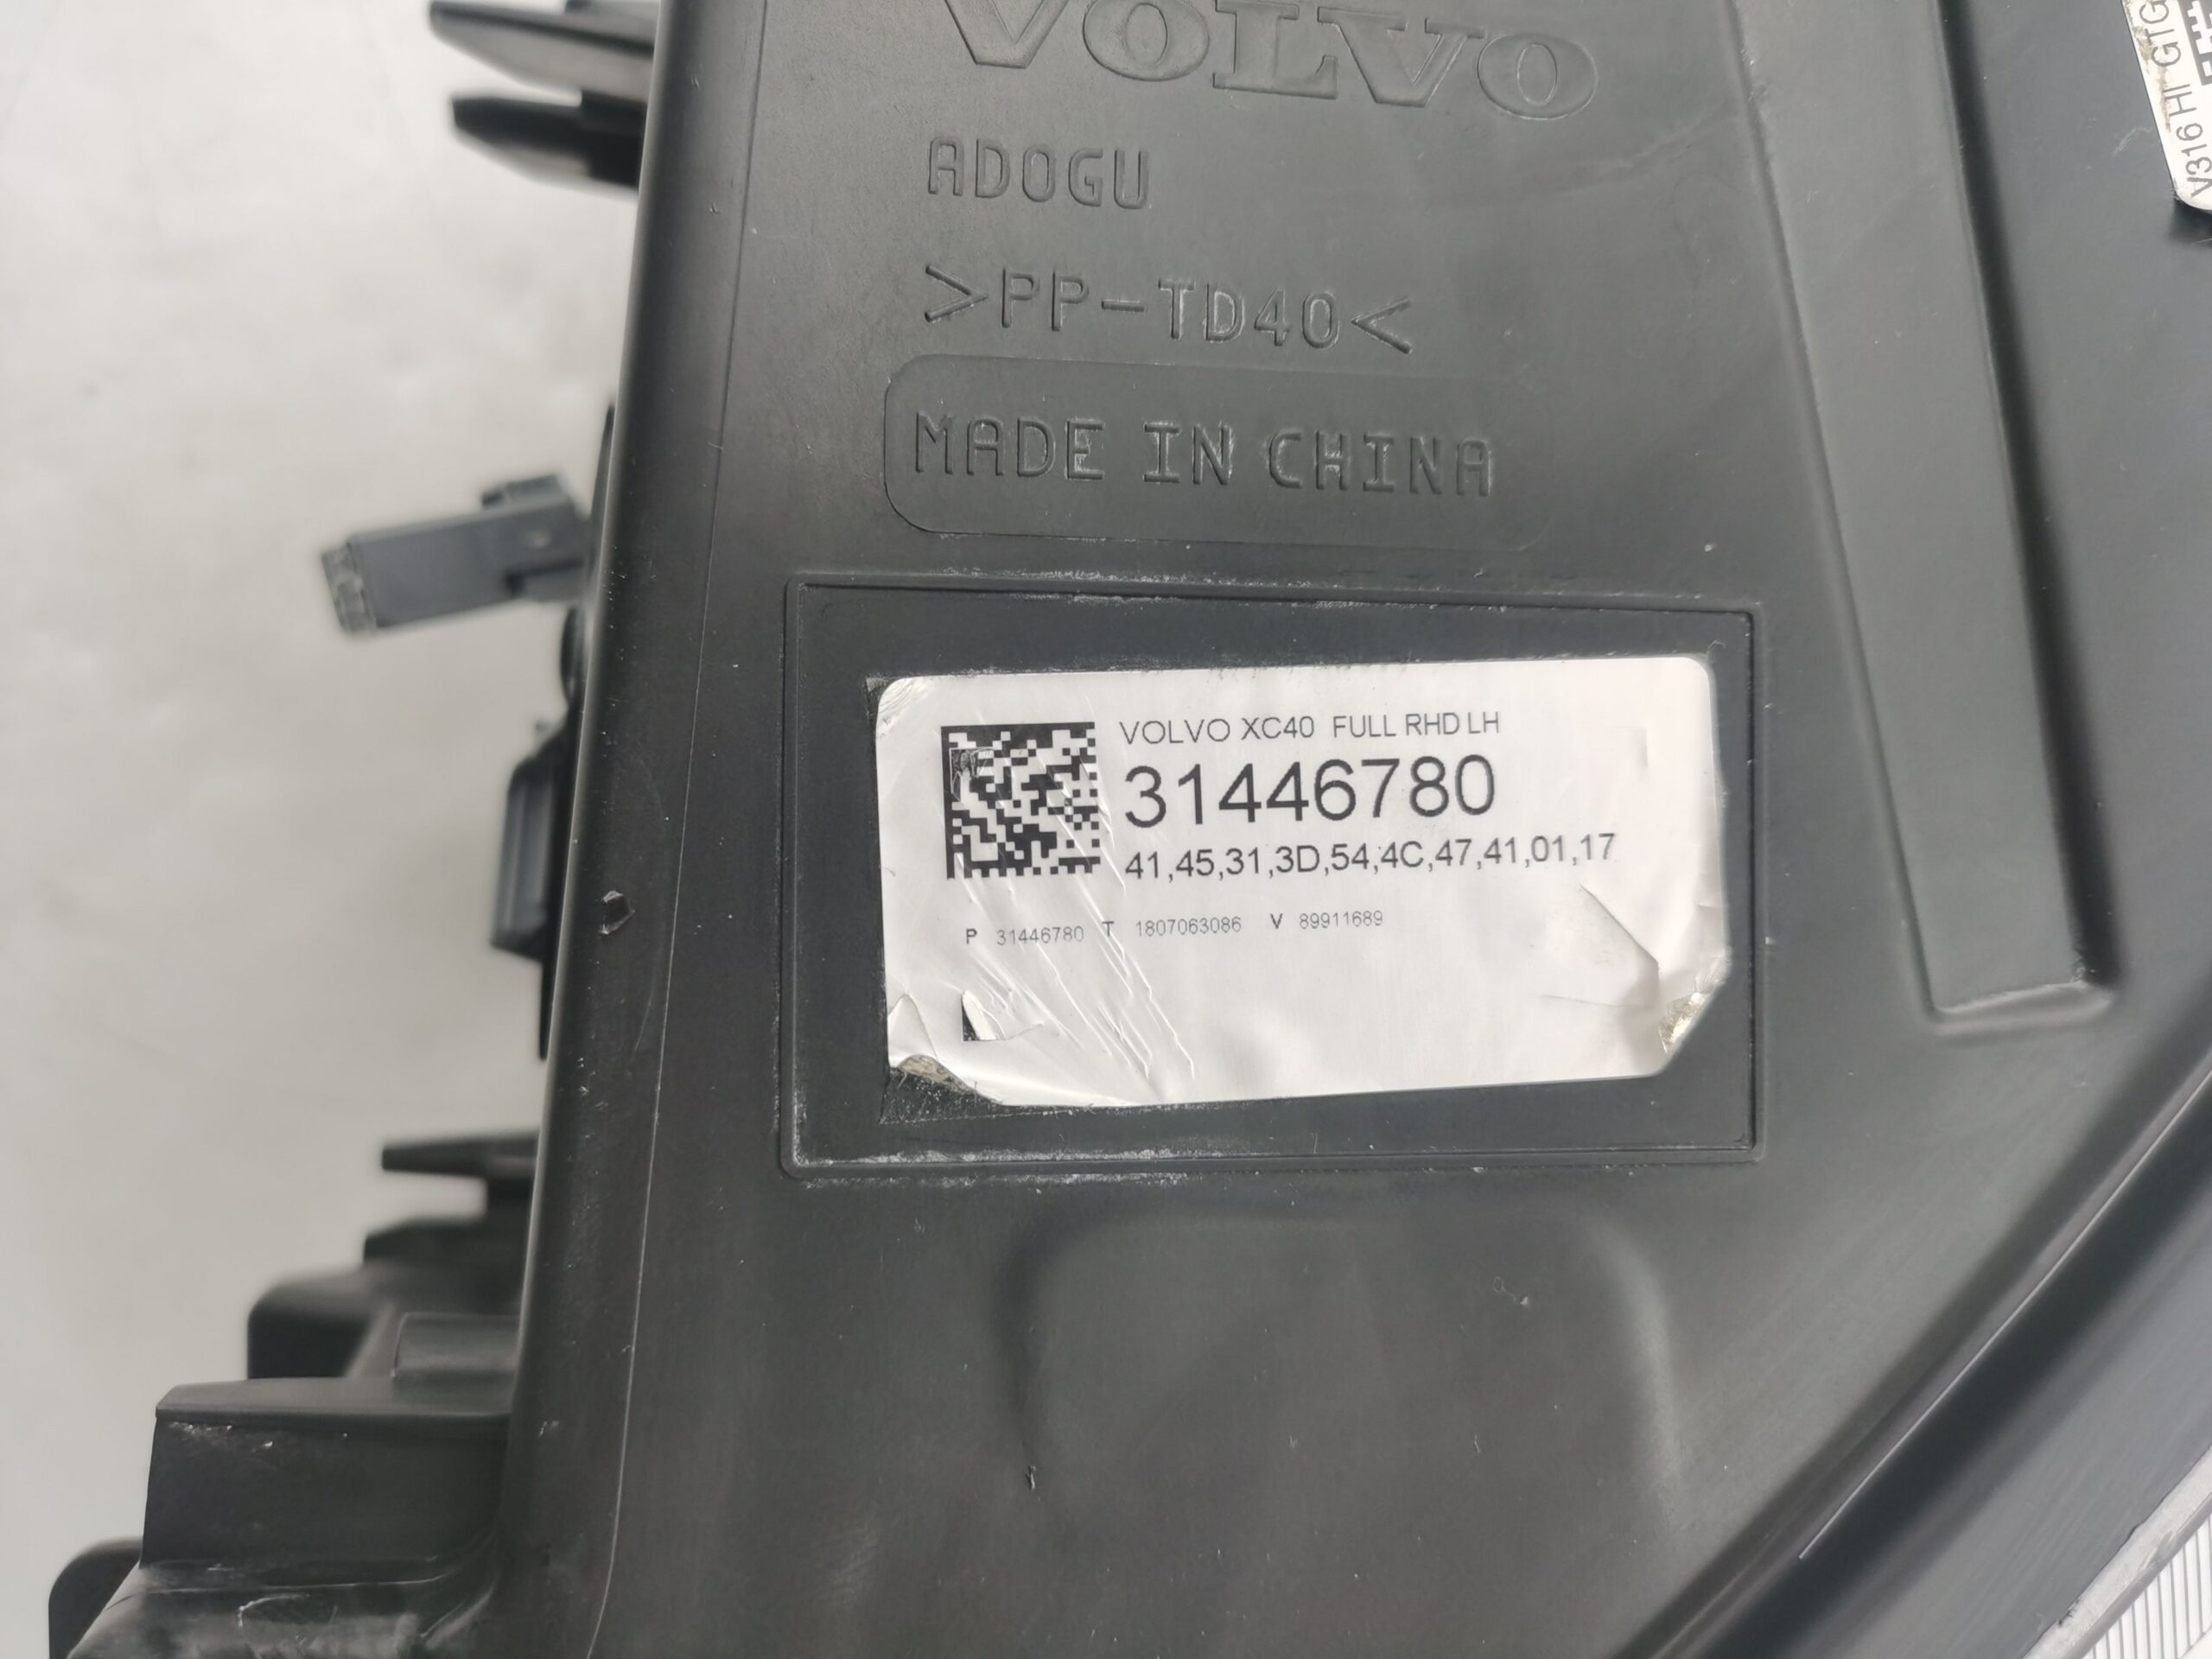 VOLVO
ADOGU
>PP-TD40<
MADE IN CHINA
VOLVO XC40 FULL RHD LH
31446780
41,45,31,3D,54,4C,47,41,01,17
P 31446780 T 1807063086 V 89911689
V316 HI GTG